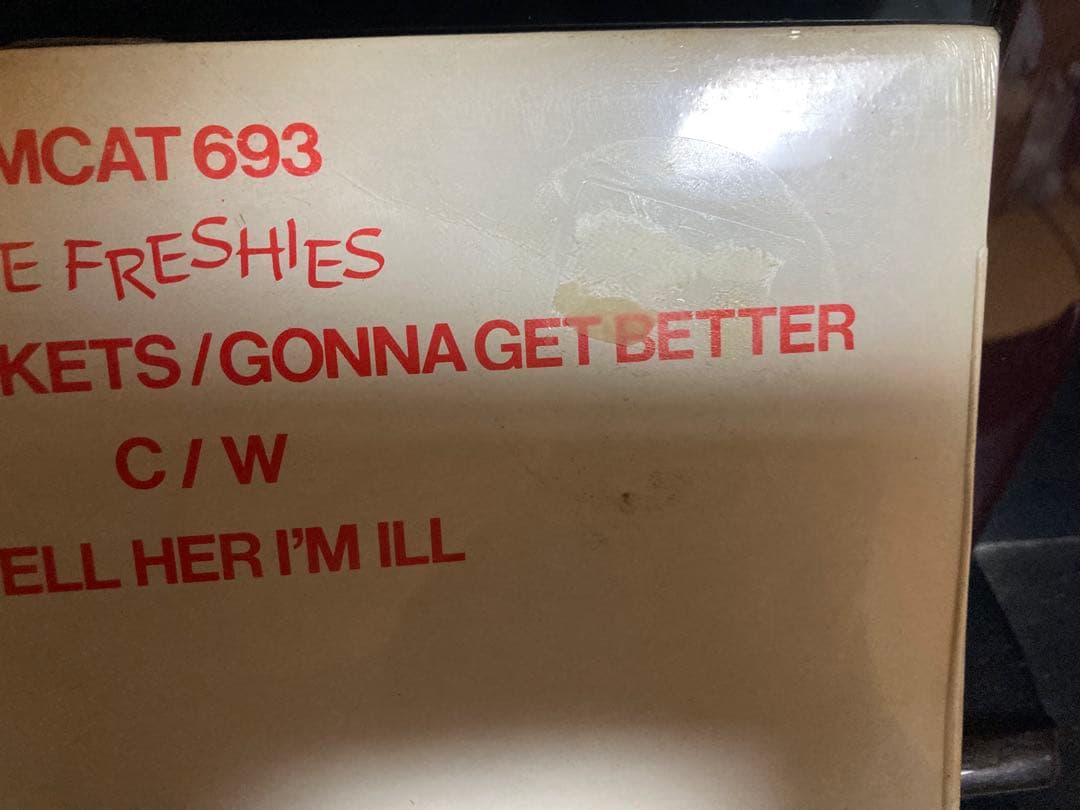 MCAT 693
E FRESHIES
KETS / GONNA GET BETTER
C / W
ELL HER I'M ILL